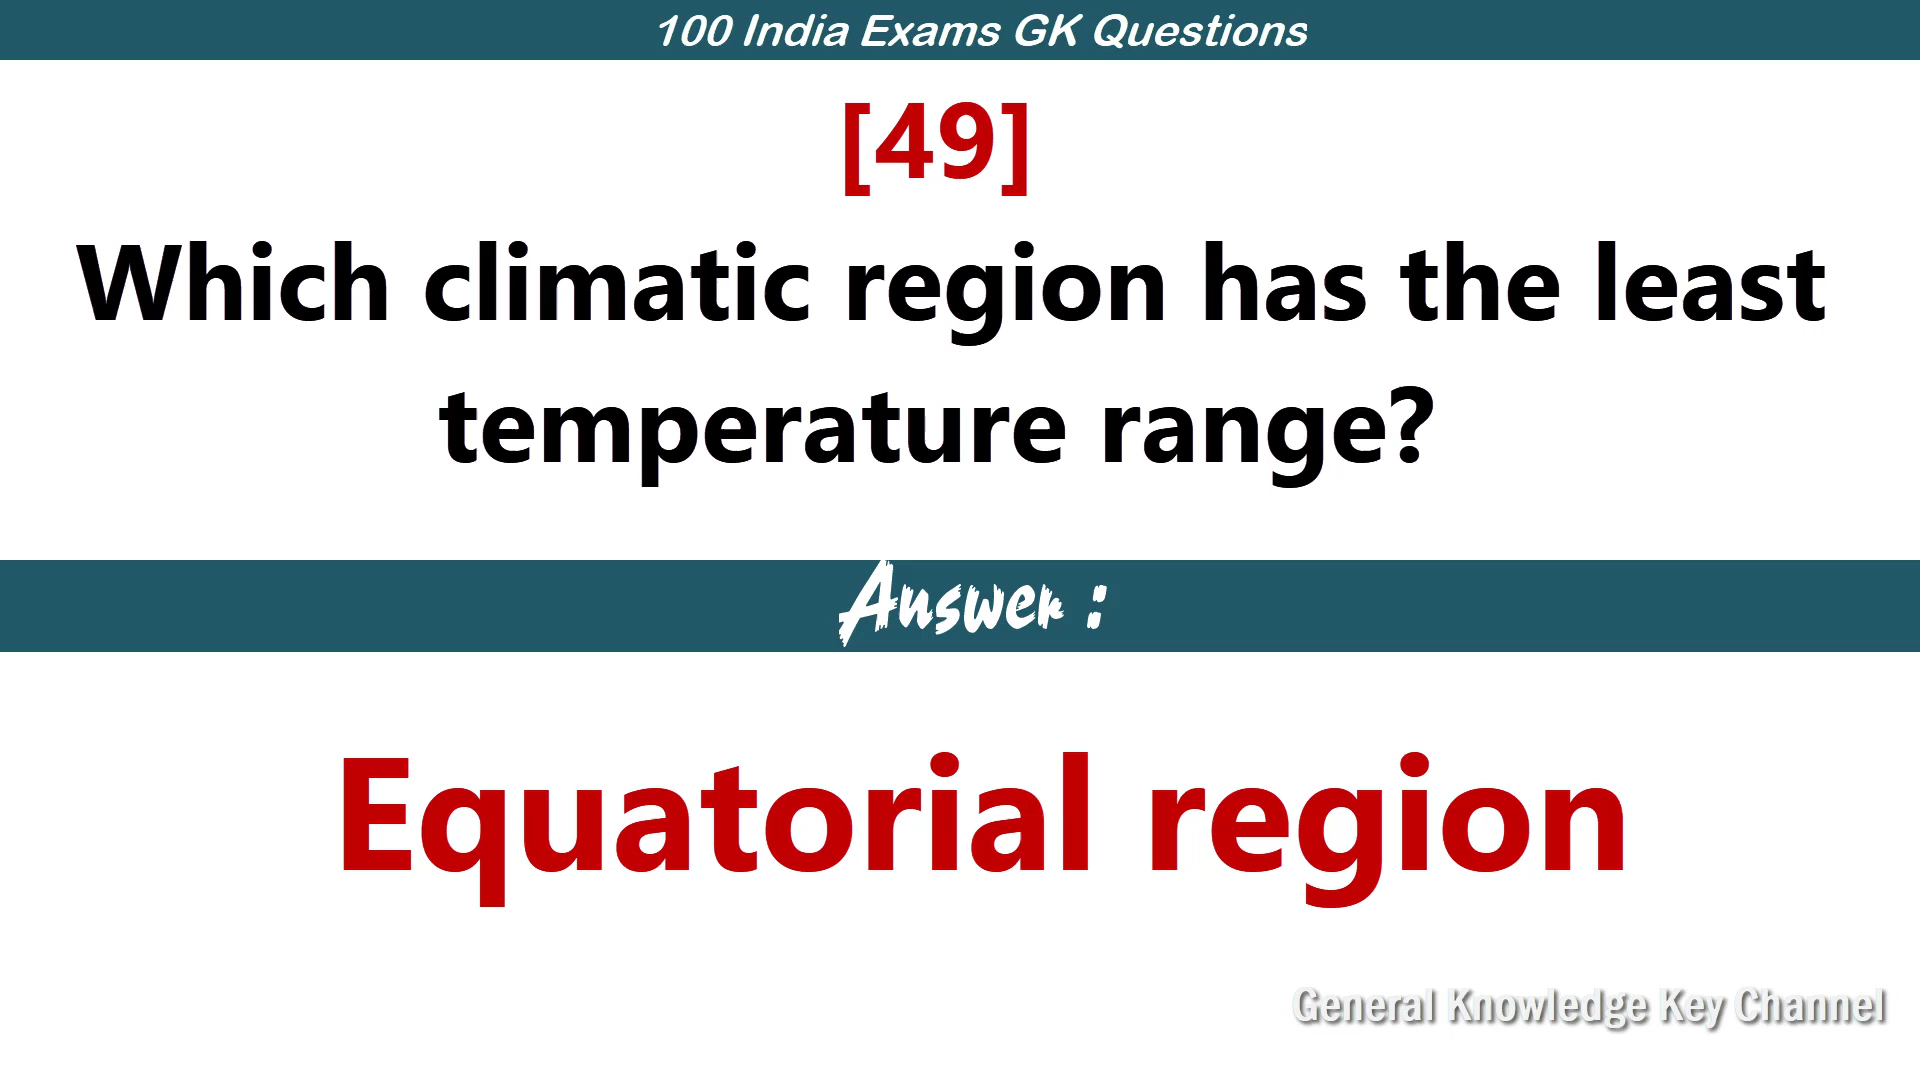 100 India Exams GK Questions
[49]
Which climatic region has the least
temperature range?
Answer :
Equatorial region
General Knowledge Key Channel